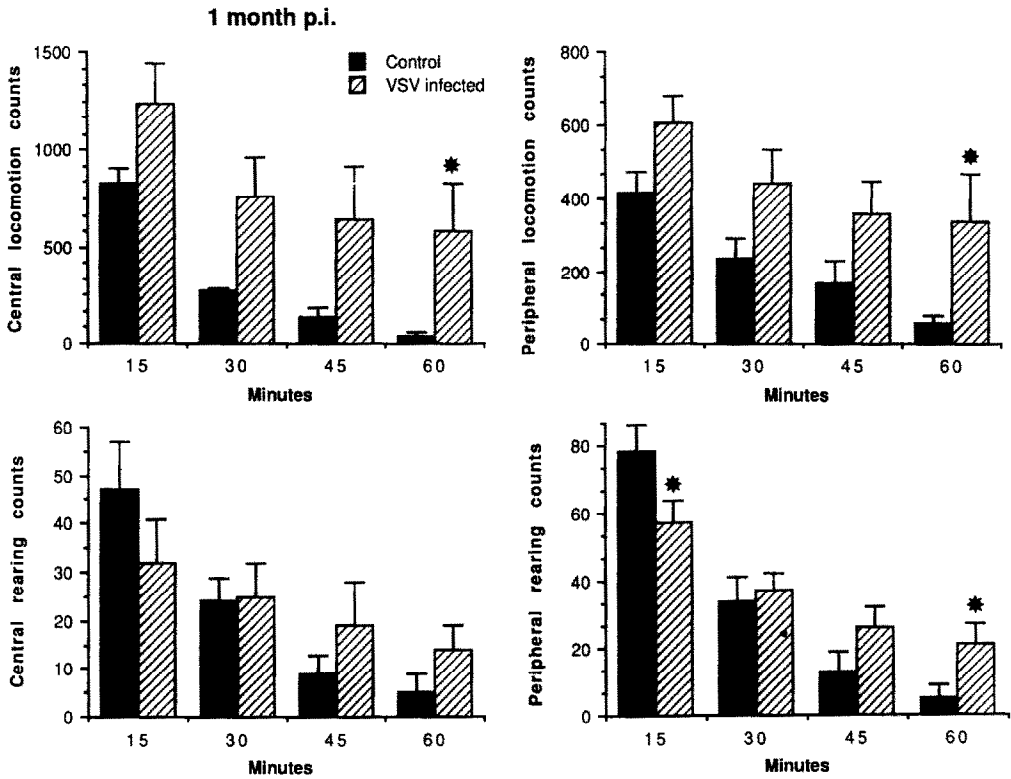 1 month p.i.
Central locomotion counts
1500
1000
500
0
Control
VSV infected
*
15 30 45 60
Minutes
Peripheral locomotion counts
800
600
400
200
0
*
15 30 45 60
Minutes
Central rearing counts
60
50
40
30
20
10
0
15 30 45 60
Minutes
Peripheral rearing counts
80
60
40
20
0
*
*
15 30 45 60
Minutes